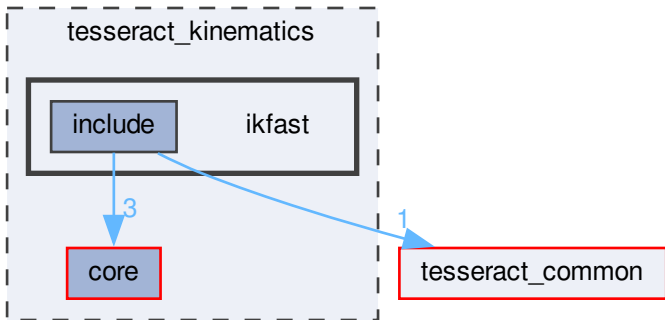 tesseract_kinematics
include
ikfast
3
1
core
tesseract_common